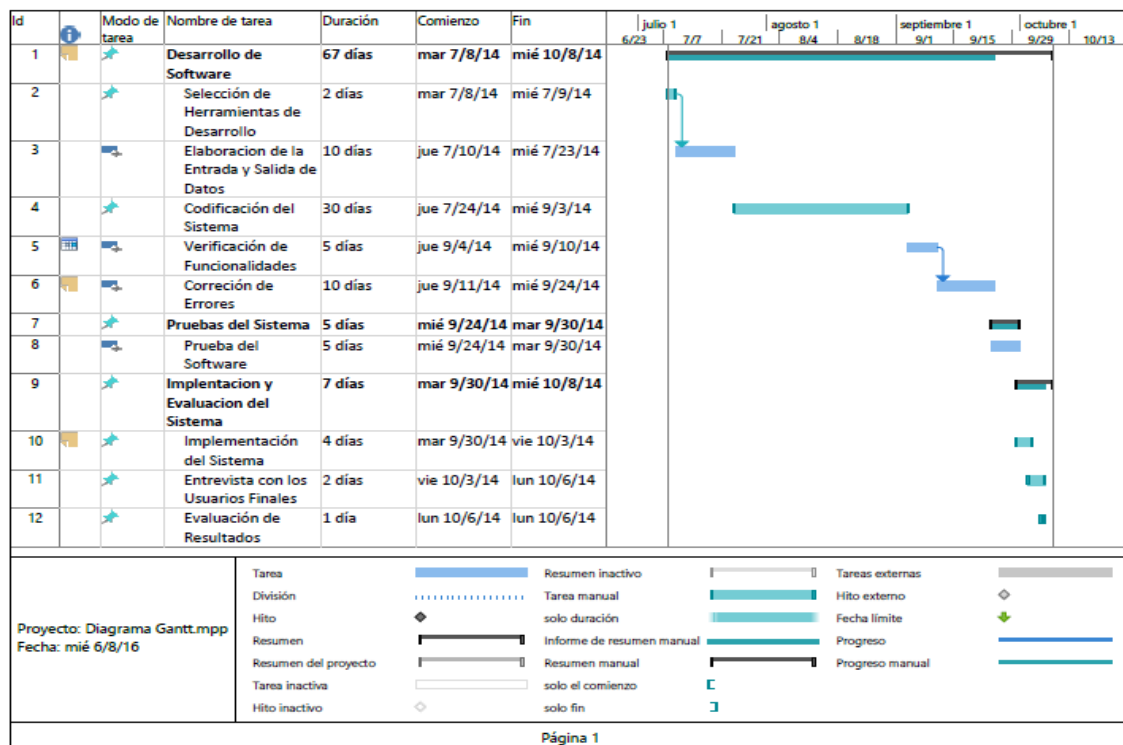 Id Modo de tarea Nombre de tarea Duración Comienzo Fin
julio 1 agosto 1 septiembre 1 octubre 1
6/23 7/7 7/21 8/4 8/18 9/1 9/15 9/29 10/13
1 Desarrollo de 67 días mar 7/8/14 mié 10/8/14
Software
2 Selección de 2 días mar 7/8/14 mié 7/9/14
Herramientas de
Desarrollo
3 Elaboracion de la 10 días jue 7/10/14 mié 7/23/14
Entrada y Salida de
Datos
4 Codificación del 30 días jue 7/24/14 mié 9/3/14
Sistema
5 Verificación de 5 días jue 9/4/14 mié 9/10/14
Funcionalidades
6 Correción de 10 días jue 9/11/14 mié 9/24/14
Errores
7 Pruebas del Sistema 5 días mié 9/24/14 mar 9/30/14
8 Prueba del 5 días mié 9/24/14 mar 9/30/14
Software
9 Implentacion y 7 días mar 9/30/14 mié 10/8/14
Evaluacion del
Sistema
10 Implementación 4 días mar 9/30/14 vie 10/3/14
del Sistema
11 Entrevista con los 2 días vie 10/3/14 lun 10/6/14
Usuarios Finales
12 Evaluación de 1 día lun 10/6/14 lun 10/6/14
Resultados
Proyecto: Diagrama Gantt.mpp
Fecha: mié 6/8/16
Tarea Resumen inactivo Tareas externas
División Tarea manual Hito externo
Hito solo duración Fecha límite
Resumen Informe de resumen manual Progreso
Resumen del proyecto Resumen manual Progreso manual
Tarea inactiva solo el comienzo
Hito inactivo solo fin
Página 1